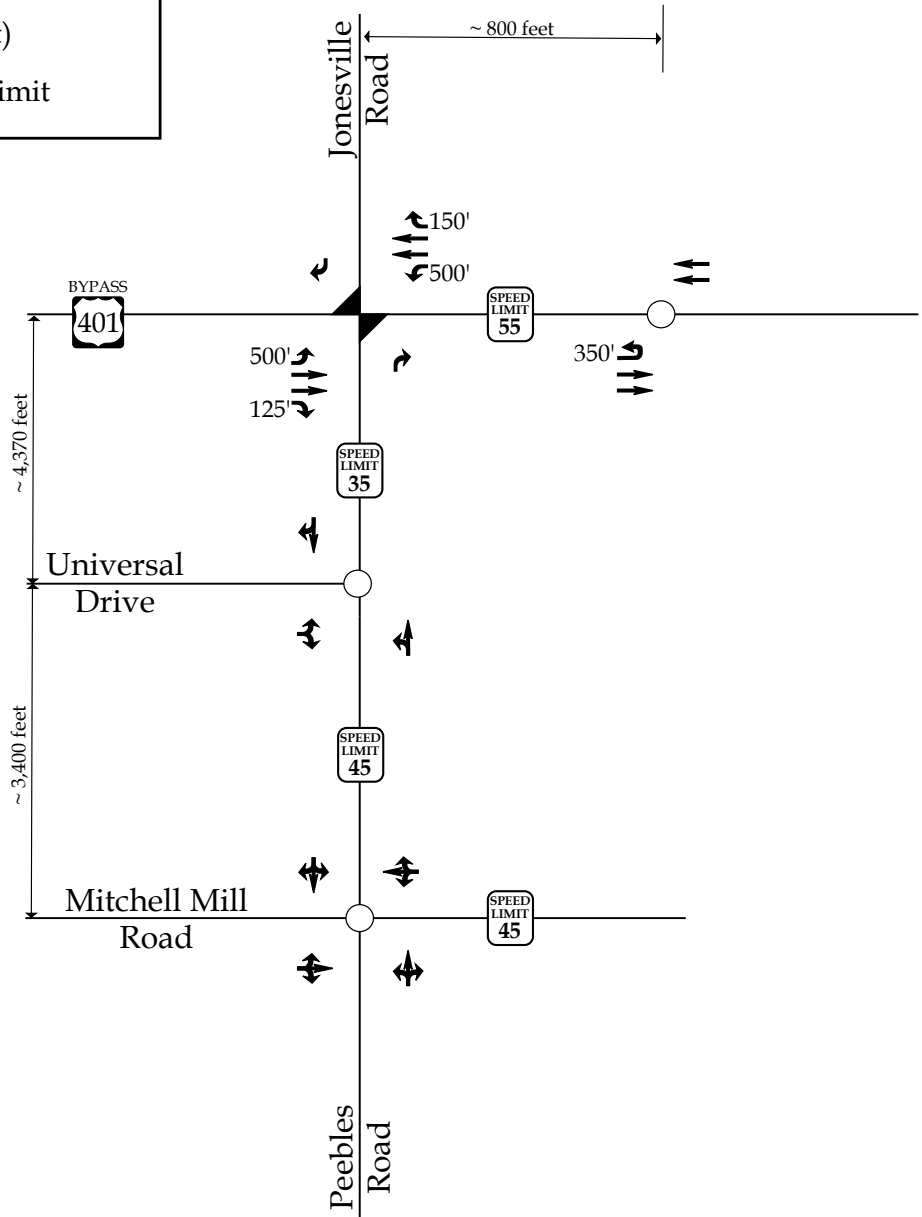 )
imit
Jonesville
Road
~ 800 feet
150'
500'
BYPASS
401
SPEED
LIMIT
55
500'
125'
350'
~ 4,370 feet
SPEED
LIMIT
35
Universal
Drive
~ 3,400 feet
SPEED
LIMIT
45
Mitchell Mill
Road
SPEED
LIMIT
45
Peebles
Road